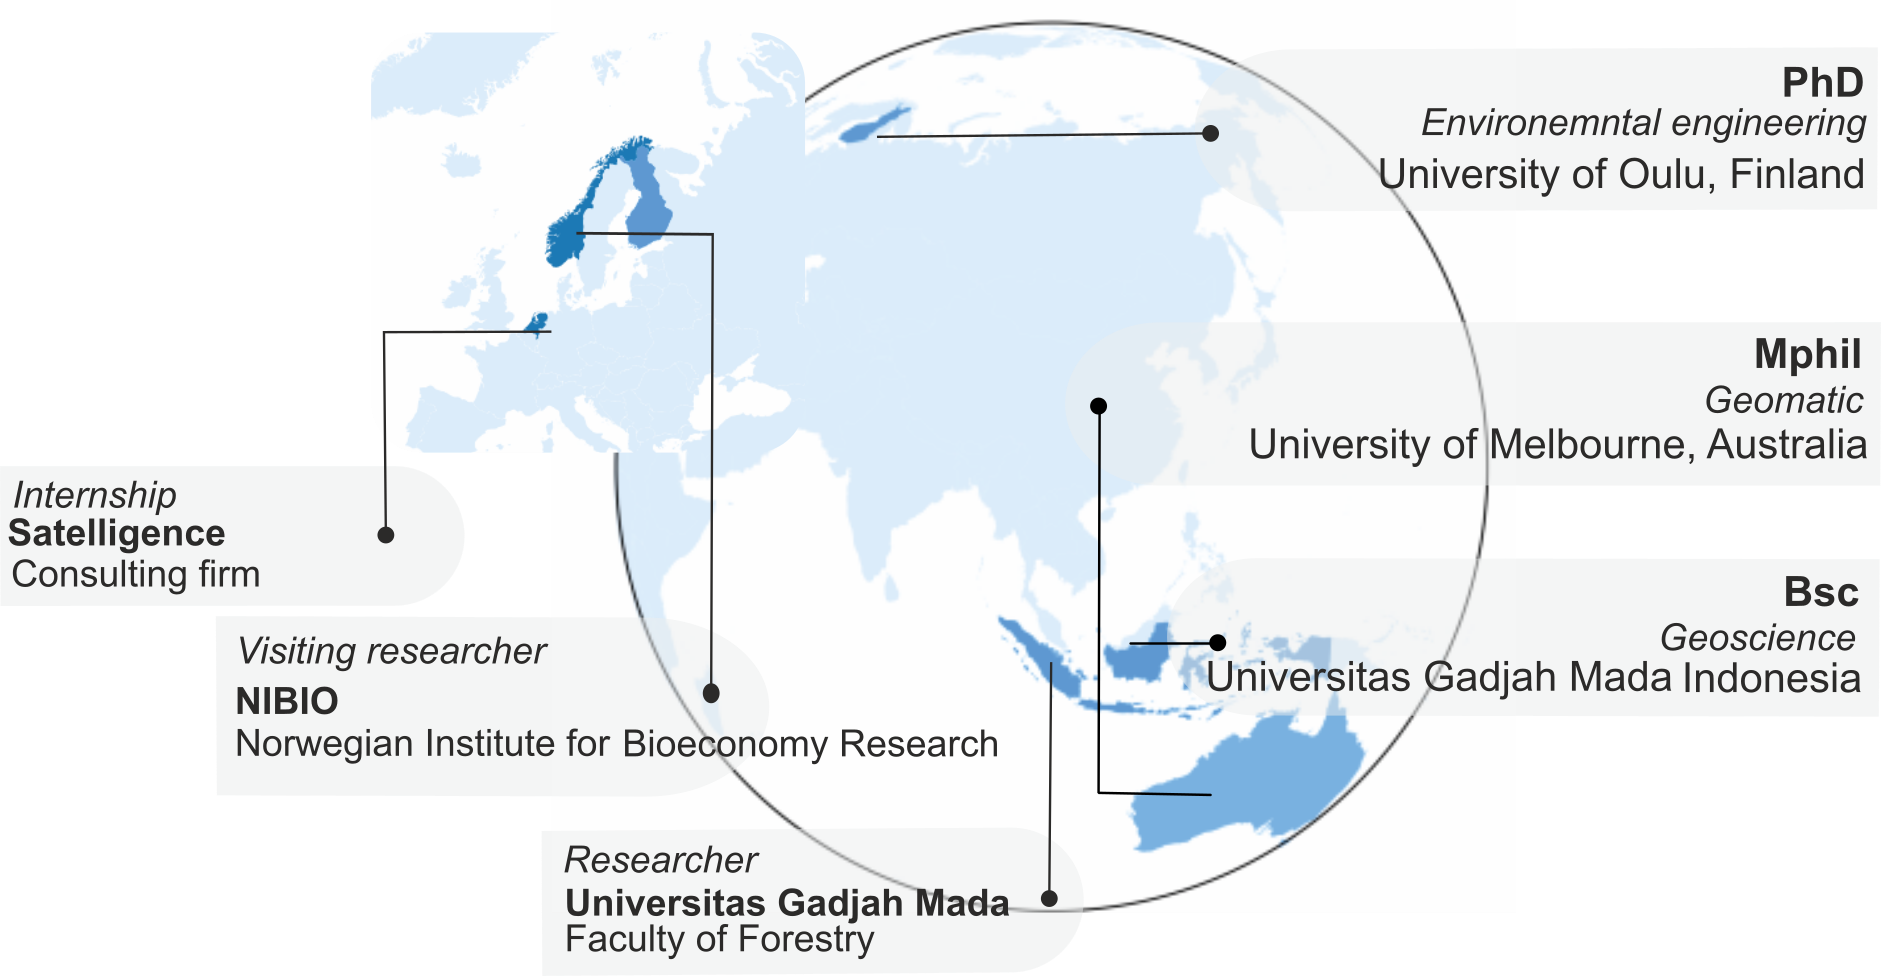 PhD
Environemntal engineering
University of Oulu, Finland
Mphil
Geomatic
University of Melbourne, Australia
Internship
Satelligence
Consulting firm
Bsc
Geoscience
Universitas Gadjah Mada Indonesia
Visiting researcher
NIBIO
Norwegian Institute for Bioeconomy Research
Researcher
Universitas Gadjah Mada
Faculty of Forestry